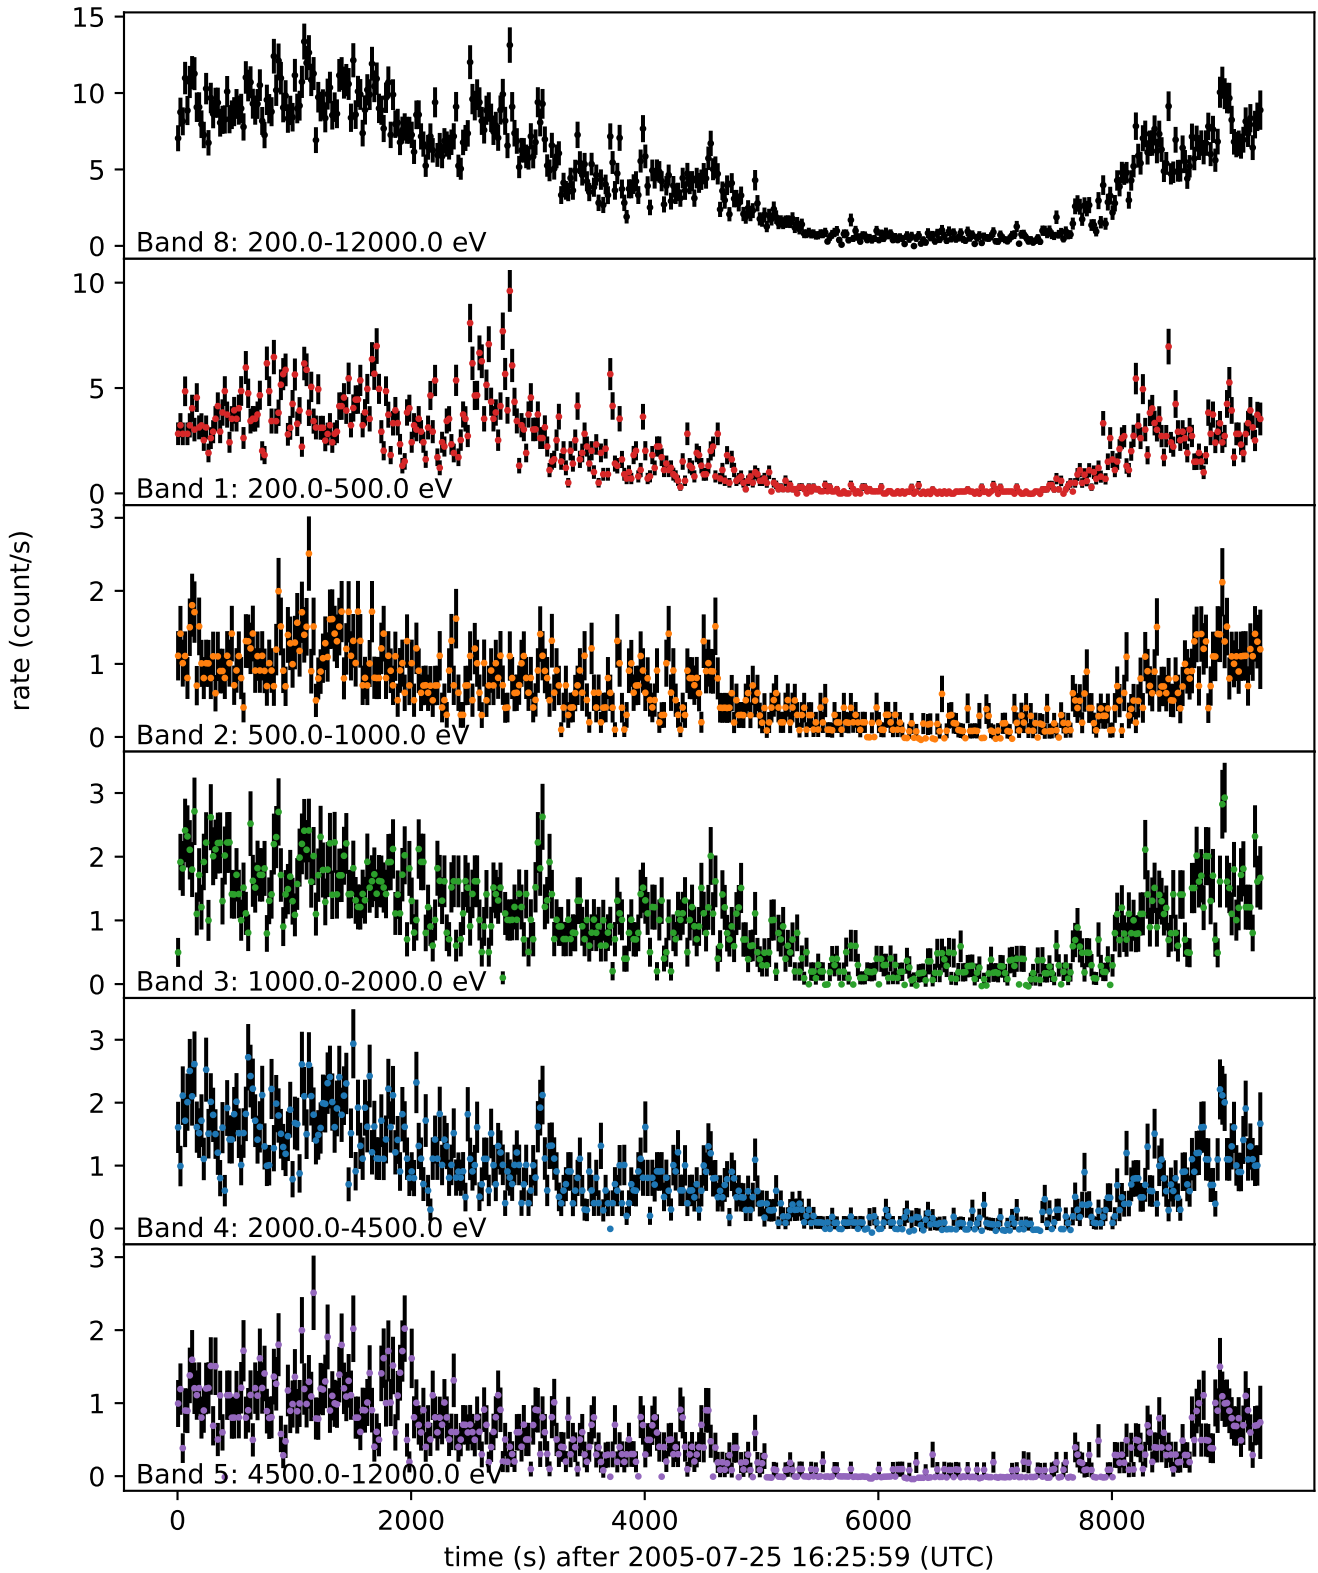 15
10
5
0
Band 8: 200.0-12000.0 eV
10
5
0
Band 1: 200.0-500.0 eV
3
2
1
0
Band 2: 500.0-1000.0 eV
rate (count/s)
3
2
1
0
Band 3: 1000.0-2000.0 eV
3
2
1
0
Band 4: 2000.0-4500.0 eV
3
2
1
0
Band 5: 4500.0-12000.0 eV
0 2000 4000 6000 8000
time (s) after 2005-07-25 16:25:59 (UTC)